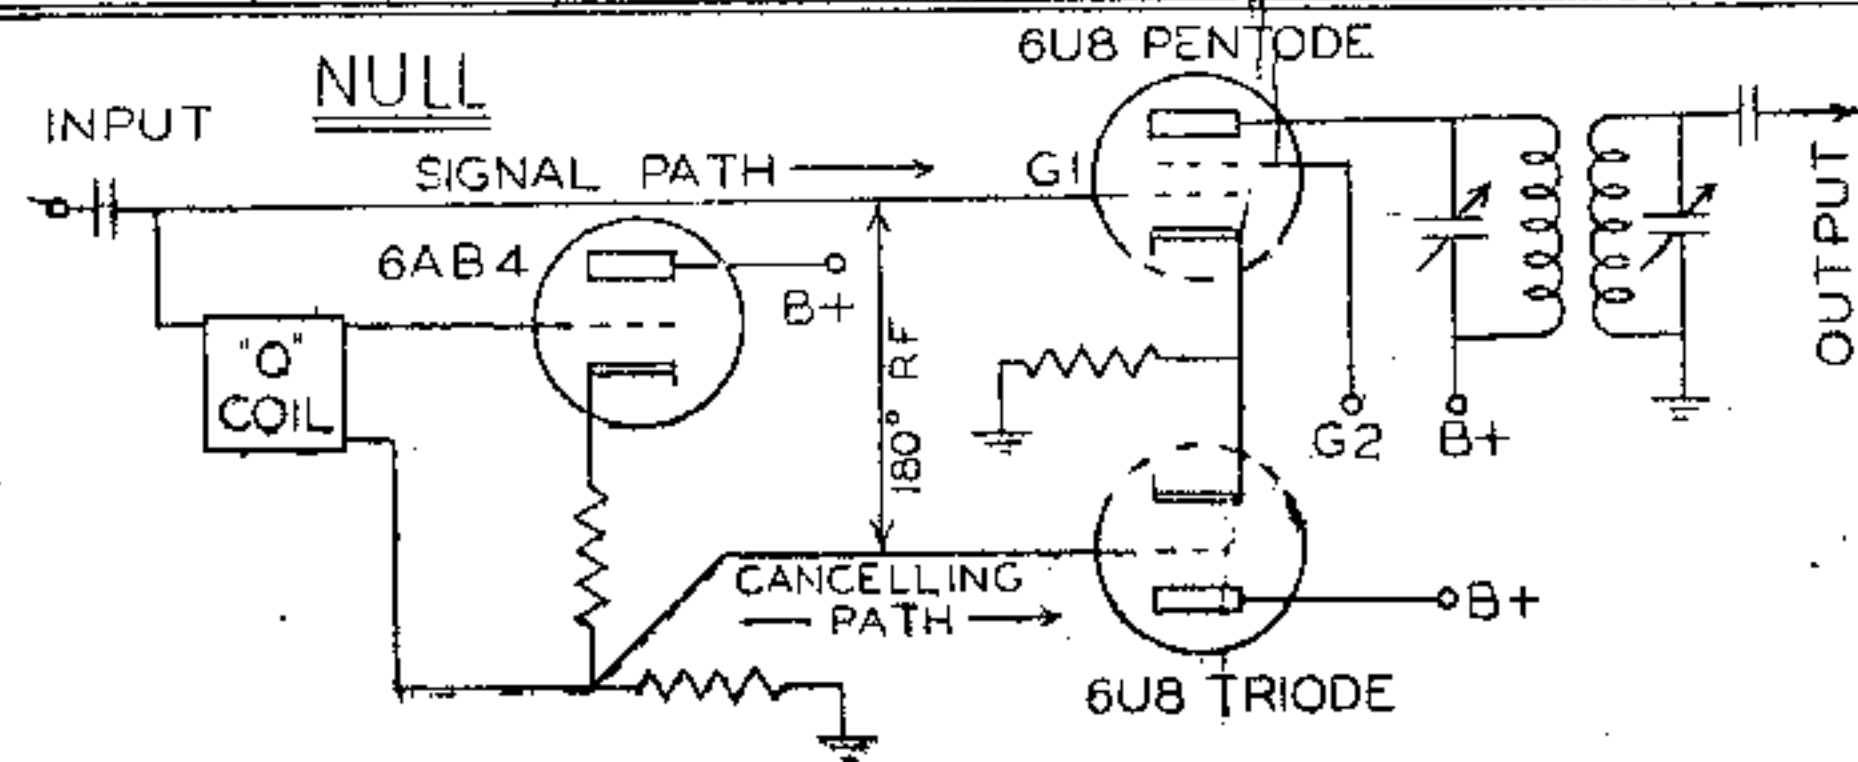 6U8 PENTODE
NULL
INPUT
SIGNAL PATH
G1
6AB4
B+
"Q"
COIL
180° RF
G2
B+
OUTPUT
CANCELLING
PATH
B+
6U8 TRIODE